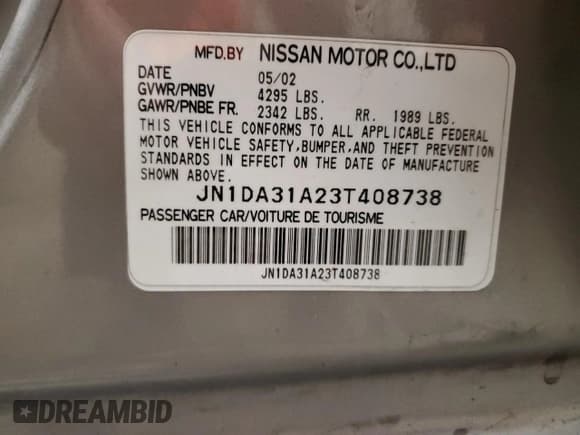 MFD.BY NISSAN MOTOR CO.,LTD
DATE 05/02
GVWR/PNBV 4295 LBS.
GAWR/PNBE FR. 2342 LBS. RR. 1989 LBS.
THIS VEHICLE CONFORMS TO ALL APPLICABLE FEDERAL
MOTOR VEHICLE SAFETY,BUMPER,AND THEFT PREVENTION
STANDARDS IN EFFECT ON THE DATE OF MANUFACTURE
SHOWN ABOVE.
JN1DA31A23T408738
PASSENGER CAR/VOITURE DE TOURISME
JN1DA31A23T408738
DREAMBID